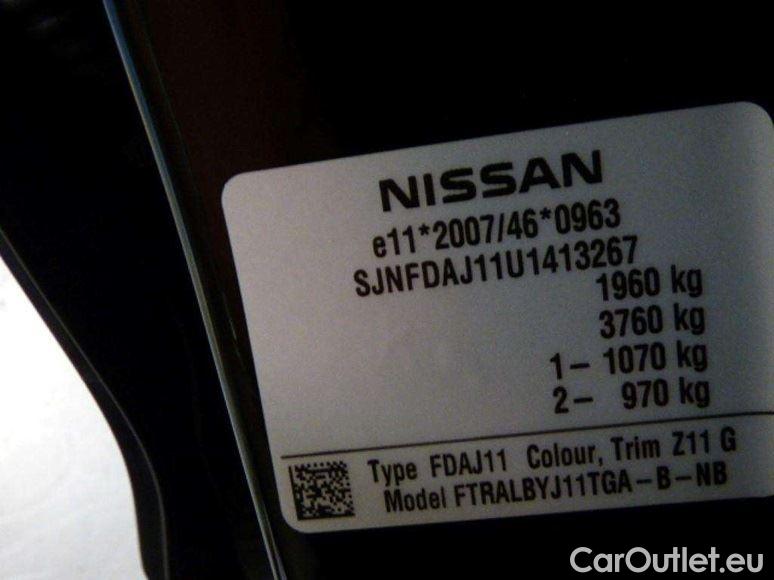 NISSAN
e11*2007/46*0963
SJNFDAJ11U1413267
1960 kg
3760 kg
1- 1070 kg
2- 970 kg
Type FDAJ11 Colour, Trim Z11 G
Model FTRALBYJ11TGA-B-NB
CarOutlet.eu